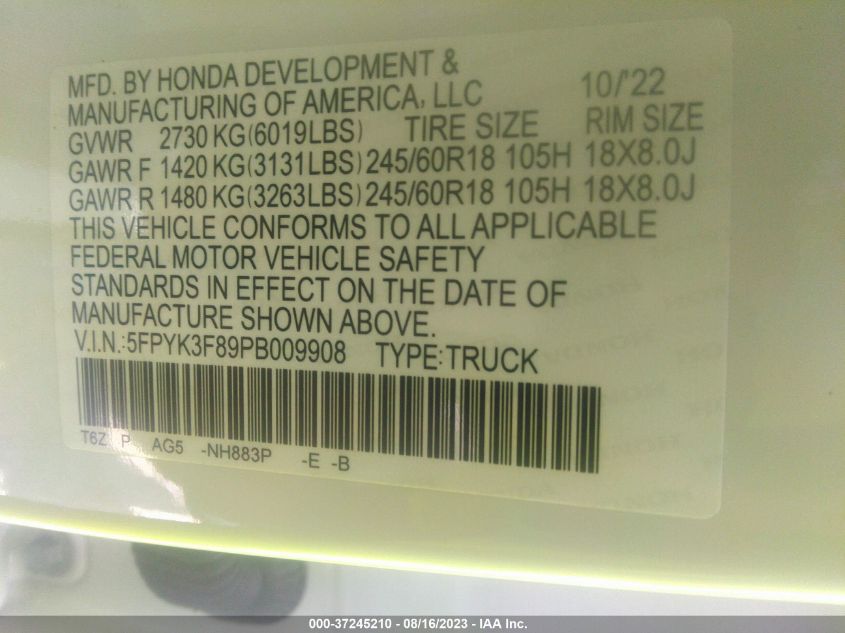 MFD. BY HONDA DEVELOPMENT &
MANUFACTURING OF AMERICA, LLC 10/'22
GVWR 2730 KG(6019LBS) TIRE SIZE RIM SIZE
GAWR F 1420 KG(3131LBS) 245/60R18 105H 18X8.0J
GAWR R 1480 KG(3263LBS) 245/60R18 105H 18X8.0J
THIS VEHICLE CONFORMS TO ALL APPLICABLE
FEDERAL MOTOR VEHICLE SAFETY
STANDARDS IN EFFECT ON THE DATE OF
MANUFACTURE SHOWN ABOVE.
V.I.N.:5FPYK3F89PB009908 TYPE:TRUCK
T6Z P AG5 -NH883P -E -B
000-37245210 - 08/16/2023 - IAA Inc.